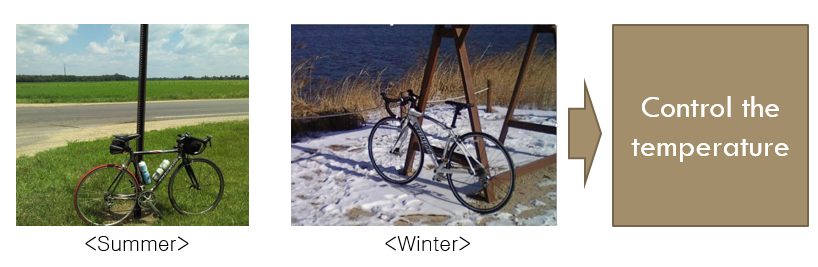 Control the
temperature
<Summer>
<Winter>